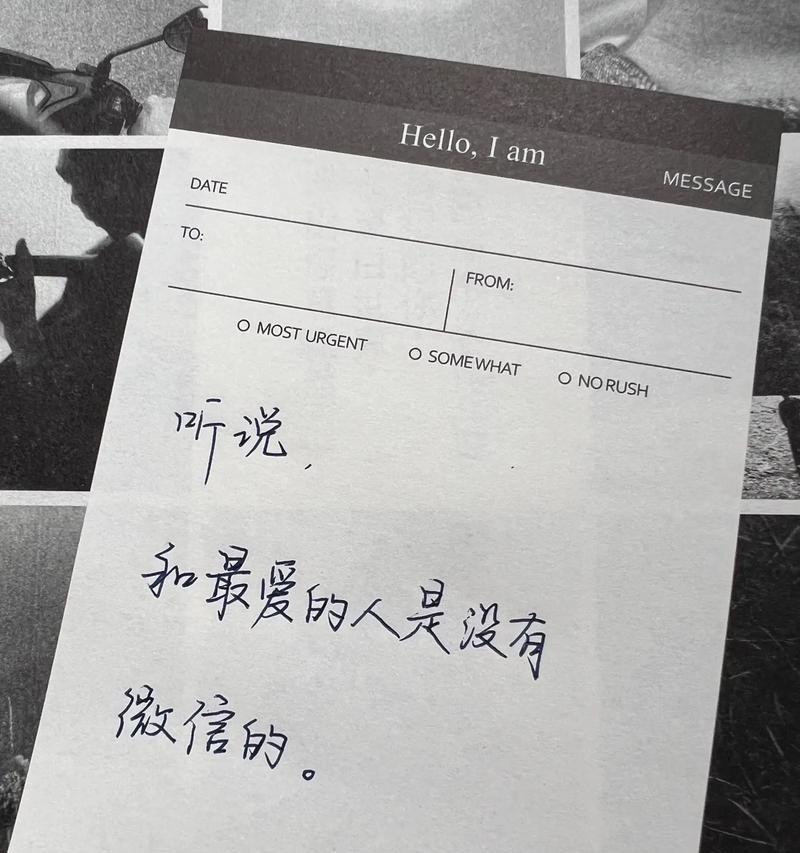 Hello, I am
MESSAGE
DATE
TO:
FROM:
O MOST URGENT
O SOMEWHAT
O NO RUSH
听说,
和最爱的人是没有
微信的。